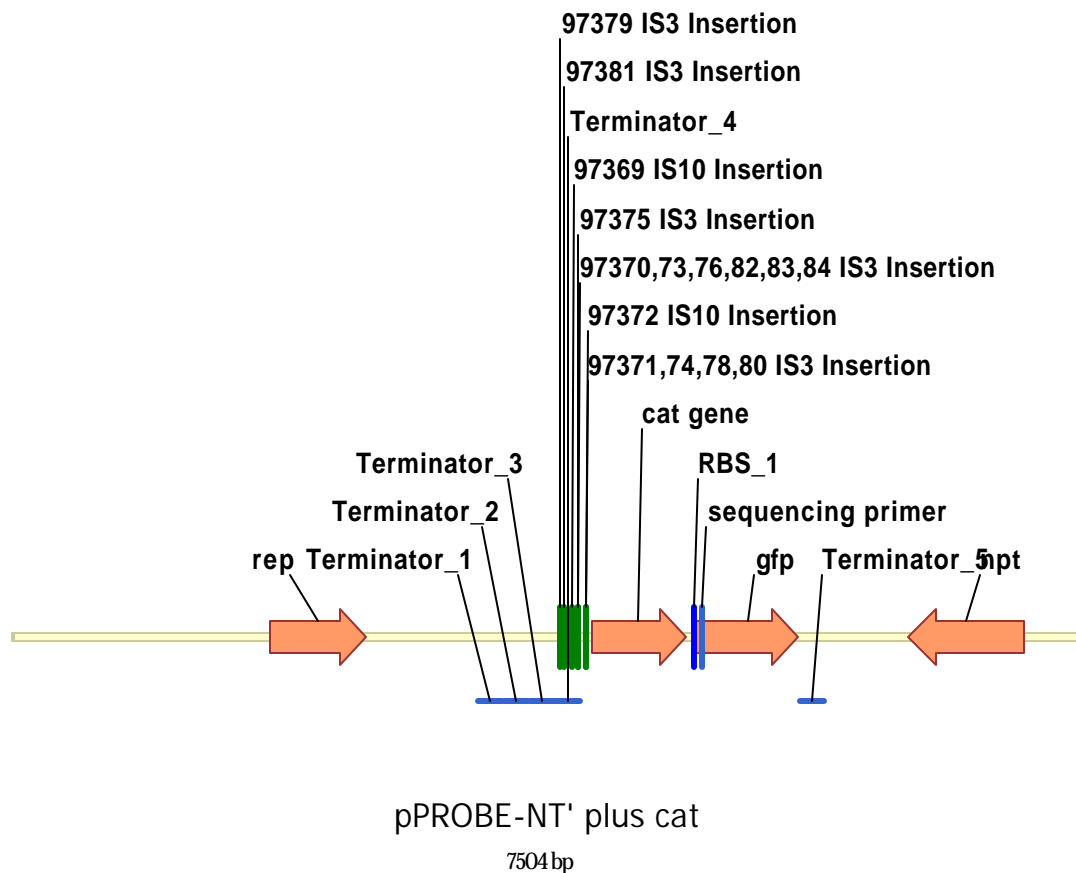 97379 IS3 Insertion
97381 IS3 Insertion
Terminator_4
97369 IS10 Insertion
97375 IS3 Insertion
97370,73,76,82,83,84 IS3 Insertion
97372 IS10 Insertion
97371,74,78,80 IS3 Insertion
cat gene
Terminator_3 RBS_1
Terminator_2 sequencing primer
rep Terminator_1 gfp Terminator_5 npt
pPROBE-NT' plus cat
7504 bp